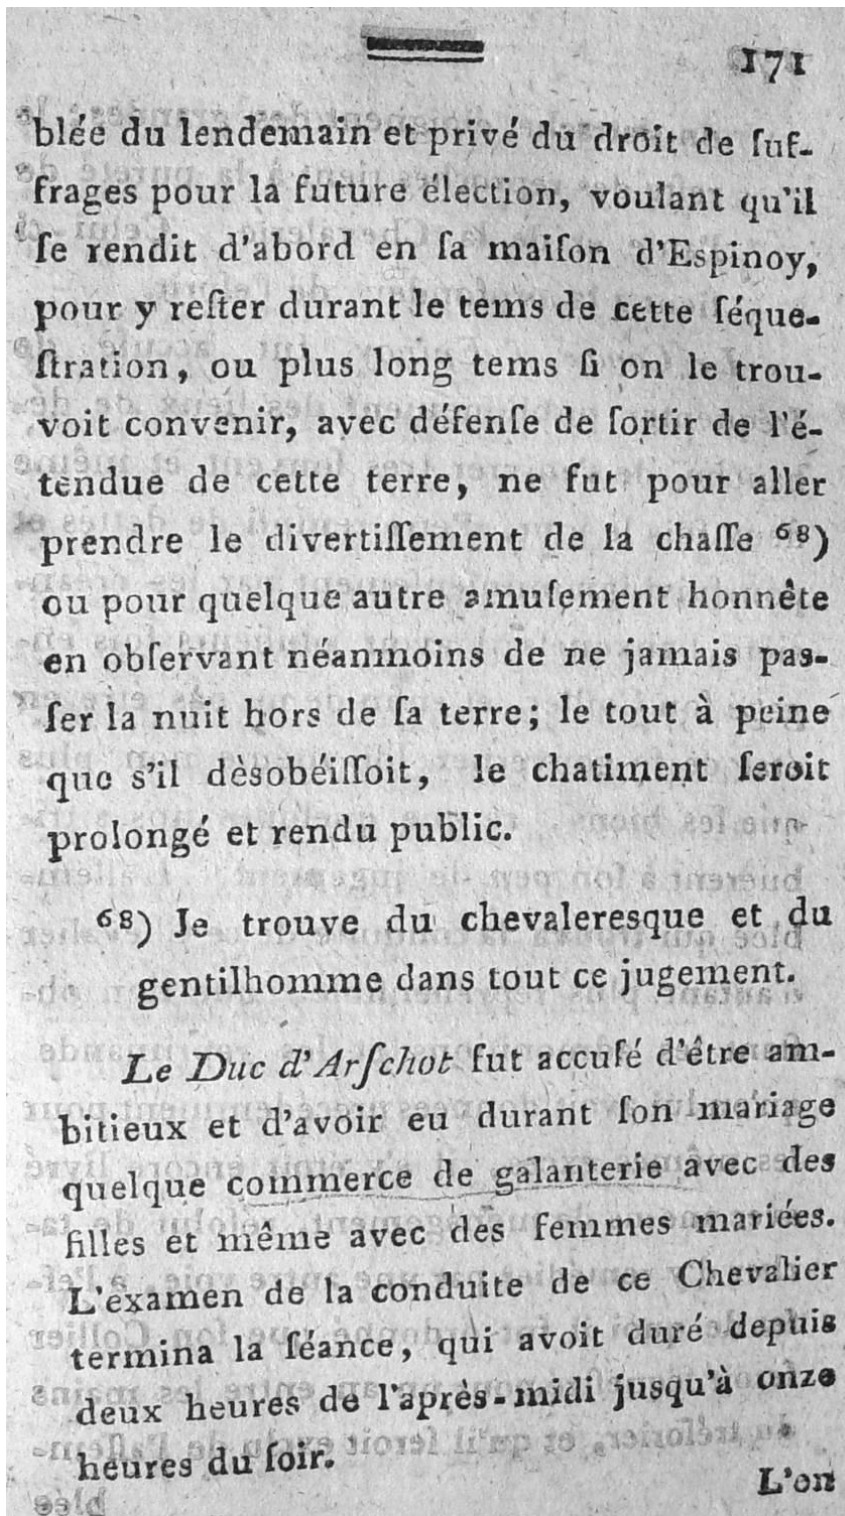 171
blée du lendemain et privé du droit de ſuf-
frages pour la future élection, voulant qu'il
ſe rendit d'abord en ſa maiſon d'Espinoy,
pour y reſter durant le tems de cette ſéque-
ſtration, ou plus long tems ſi on le trou-
voit convenir, avec défenſe de ſortir de l'é-
tendue de cette terre, ne fut pour aller
prendre le divertiſſement de la chaſſe 68)
ou pour quelque autre amuſement honnête
en obſervant néanmoins de ne jamais pas-
ſer la nuit hors de ſa terre; le tout à peine
que s'il dèsobéiſſoit, le chatiment ſeroit
prolongé et rendu public.
68) Je trouve du chevaleresque et du
gentilhomme dans tout ce jugement.
Le Duc d'Arſchot fut accuſé d'être am-
bitieux et d'avoir eu durant ſon mariage
quelque commerce de galanterie avec des
filles et même avec des femmes mariées.
L'examen de la conduite de ce Chevalier
termina la ſéance, qui avoit duré depuis
deux heures de l'après-midi jusqu'à onze
heures du ſoir.
L'on